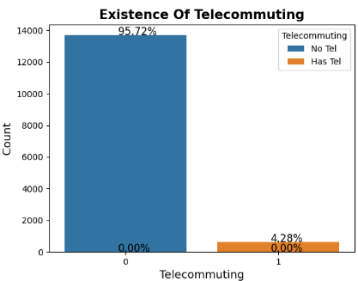 Existence Of Telecommuting
14000
12000
10000
8000
6000
4000
2000
0
Count
95.72%
0.00%
4.28%
0.00%
Telecommuting
No Tel
Has Tel
0
1
Telecommuting